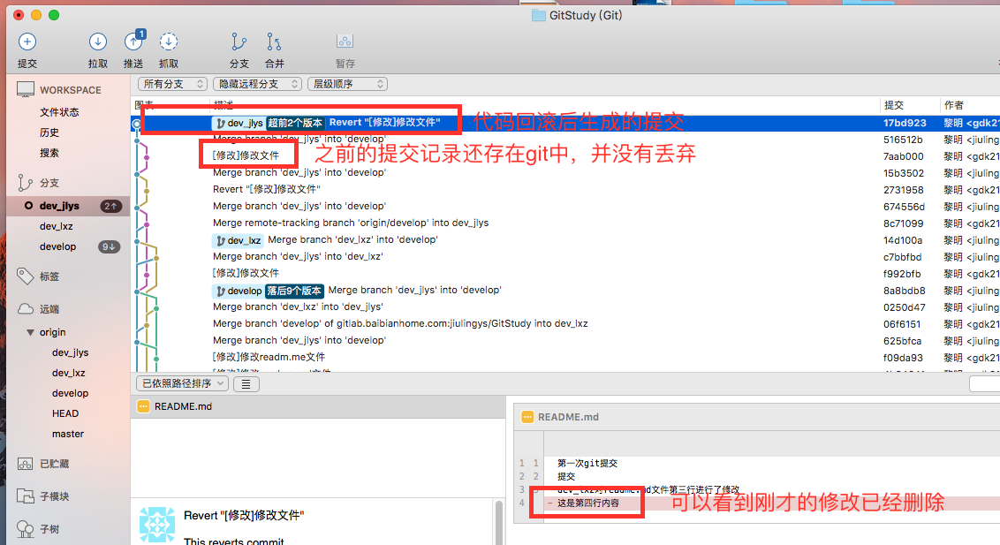 GitStudy (Git)
1
提交 拉取 推送 抓取 分支 合并 暂存
WORKSPACE
文件状态
历史
搜索
分支
dev_jlys 2↑
dev_lxz
develop 9↓
标签
远端
origin
dev_jlys
dev_lxz
develop
HEAD
master
已贮藏
子模块
子树
所有分支 隐藏远程分支 层级顺序
图表 描述 提交 作者
dev_jlys 超前2个版本 Revert "[修改]修改文件" 17bd923 黎明 <gdk21
代码回滚后生成的提交
Merge branch 'dev_jlys' into 'develop' 516512b 黎明 <jiuling
[修改]修改文件 7aab000 黎明 <gdk21
之前的提交记录还存在git中，并没有丢弃
Merge branch 'dev_jlys' into 'develop' 15b3502 黎明 <jiuling
Revert "[修改]修改文件" 2731958 黎明 <gdk21
Merge branch 'dev_jlys' into 'develop' 674556d 黎明 <jiuling
Merge remote-tracking branch 'origin/develop' into dev_jlys 8c71099 黎明 <gdk21
dev_lxz Merge branch 'dev_lxz' into 'develop' 14d100a 黎明 <jiuling
Merge branch 'dev_jlys' into 'dev_lxz' c7bbfbd 黎明 <jiuling
[修改]修改文件 f992bfb 黎明 <gdk21
develop 落后9个版本 Merge branch 'dev_jlys' into 'develop' 8a8bdb8 黎明 <jiuling
Merge branch 'dev_lxz' into 'dev_jlys' 0250d47 黎明 <jiuling
Merge branch 'develop' of gitlab.baibianhome.com:jiulingys/GitStudy into dev_lxz 06f6151 黎明 <gdk21
Merge branch 'dev_jlys' into 'develop' 625bfca 黎明 <jiuling
[修改]修改readm.me文件 f09da93 黎明 <gdk21
已依照路径排序
README.md
Revert "[修改]修改文件"
This reverts commit
README.md
1 1 第一次git提交
2 2 提交
3 3 dev_lxz对readme.md文件第三行进行了修改
4 - 这是第四行内容
可以看到刚才的修改已经删除